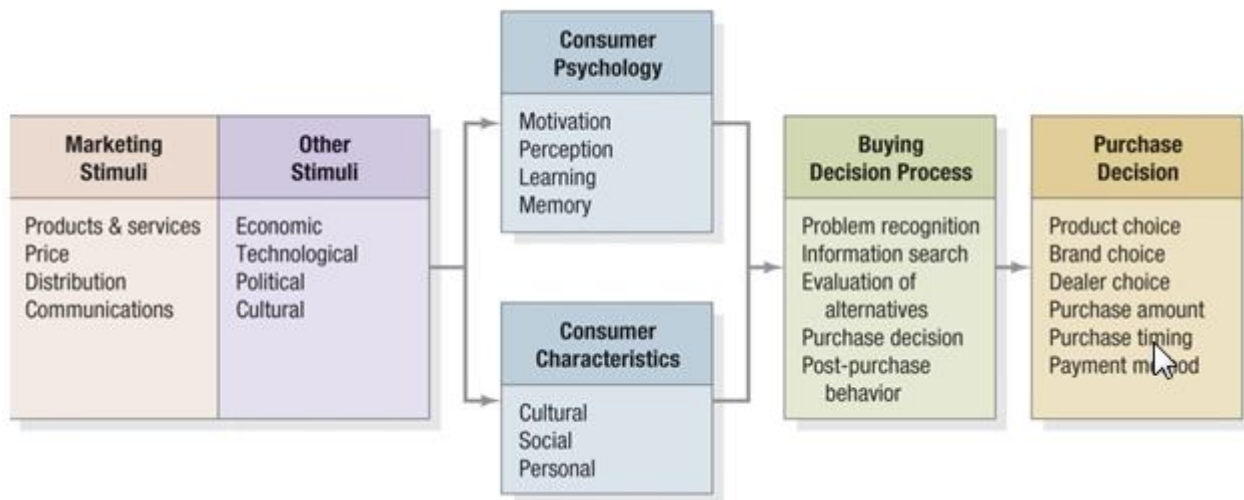 Marketing
Stimuli
Products & services
Price
Distribution
Communications
Other
Stimuli
Economic
Technological
Political
Cultural
Consumer
Psychology
Motivation
Perception
Learning
Memory
Consumer
Characteristics
Cultural
Social
Personal
Buying
Decision Process
Problem recognition
Information search
Evaluation of
alternatives
Purchase decision
Post-purchase
behavior
Purchase
Decision
Product choice
Brand choice
Dealer choice
Purchase amount
Purchase timing
Payment method